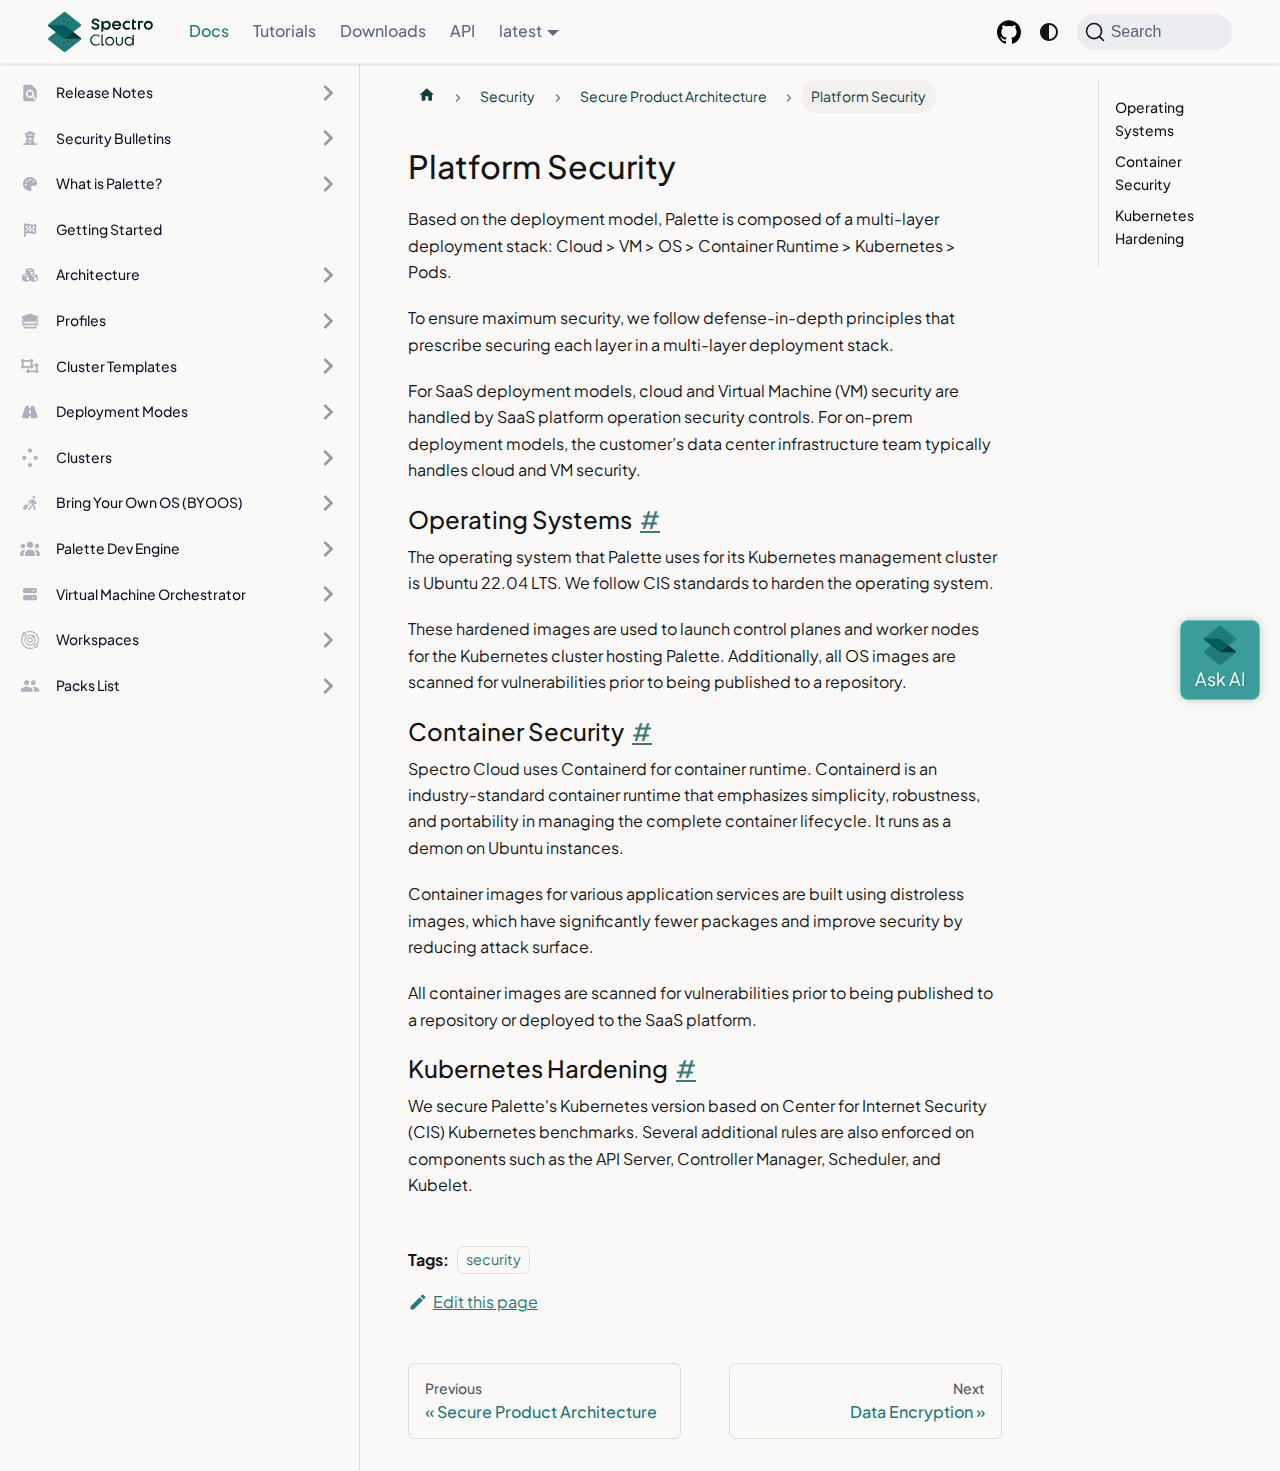 Spectro Cloud
Docs
Tutorials
Downloads
API
latest
Search
Release Notes
Security Bulletins
What is Palette?
Getting Started
Architecture
Profiles
Cluster Templates
Deployment Modes
Clusters
Bring Your Own OS (BYOOS)
Palette Dev Engine
Virtual Machine Orchestrator
Workspaces
Packs List
Security
Secure Product Architecture
Platform Security
Platform Security
Based on the deployment model, Palette is composed of a multi-layer
deployment stack: Cloud > VM > OS > Container Runtime > Kubernetes >
Pods.
To ensure maximum security, we follow defense-in-depth principles that
prescribe securing each layer in a multi-layer deployment stack.
For SaaS deployment models, cloud and Virtual Machine (VM) security are
handled by SaaS platform operation security controls. For on-prem
deployment models, the customer’s data center infrastructure team typically
handles cloud and VM security.
Operating Systems #
The operating system that Palette uses for its Kubernetes management cluster
is Ubuntu 22.04 LTS. We follow CIS standards to harden the operating system.
These hardened images are used to launch control planes and worker nodes
for the Kubernetes cluster hosting Palette. Additionally, all OS images are
scanned for vulnerabilities prior to being published to a repository.
Container Security #
Spectro Cloud uses Containerd for container runtime. Containerd is an
industry-standard container runtime that emphasizes simplicity, robustness,
and portability in managing the complete container lifecycle. It runs as a
demon on Ubuntu instances.
Container images for various application services are built using distroless
images, which have significantly fewer packages and improve security by
reducing attack surface.
All container images are scanned for vulnerabilities prior to being published to
a repository or deployed to the SaaS platform.
Kubernetes Hardening #
We secure Palette's Kubernetes version based on Center for Internet Security
(CIS) Kubernetes benchmarks. Several additional rules are also enforced on
components such as the API Server, Controller Manager, Scheduler, and
Kubelet.
Tags: security
Edit this page
Previous
« Secure Product Architecture
Next
Data Encryption »
Operating
Systems
Container
Security
Kubernetes
Hardening
Ask AI